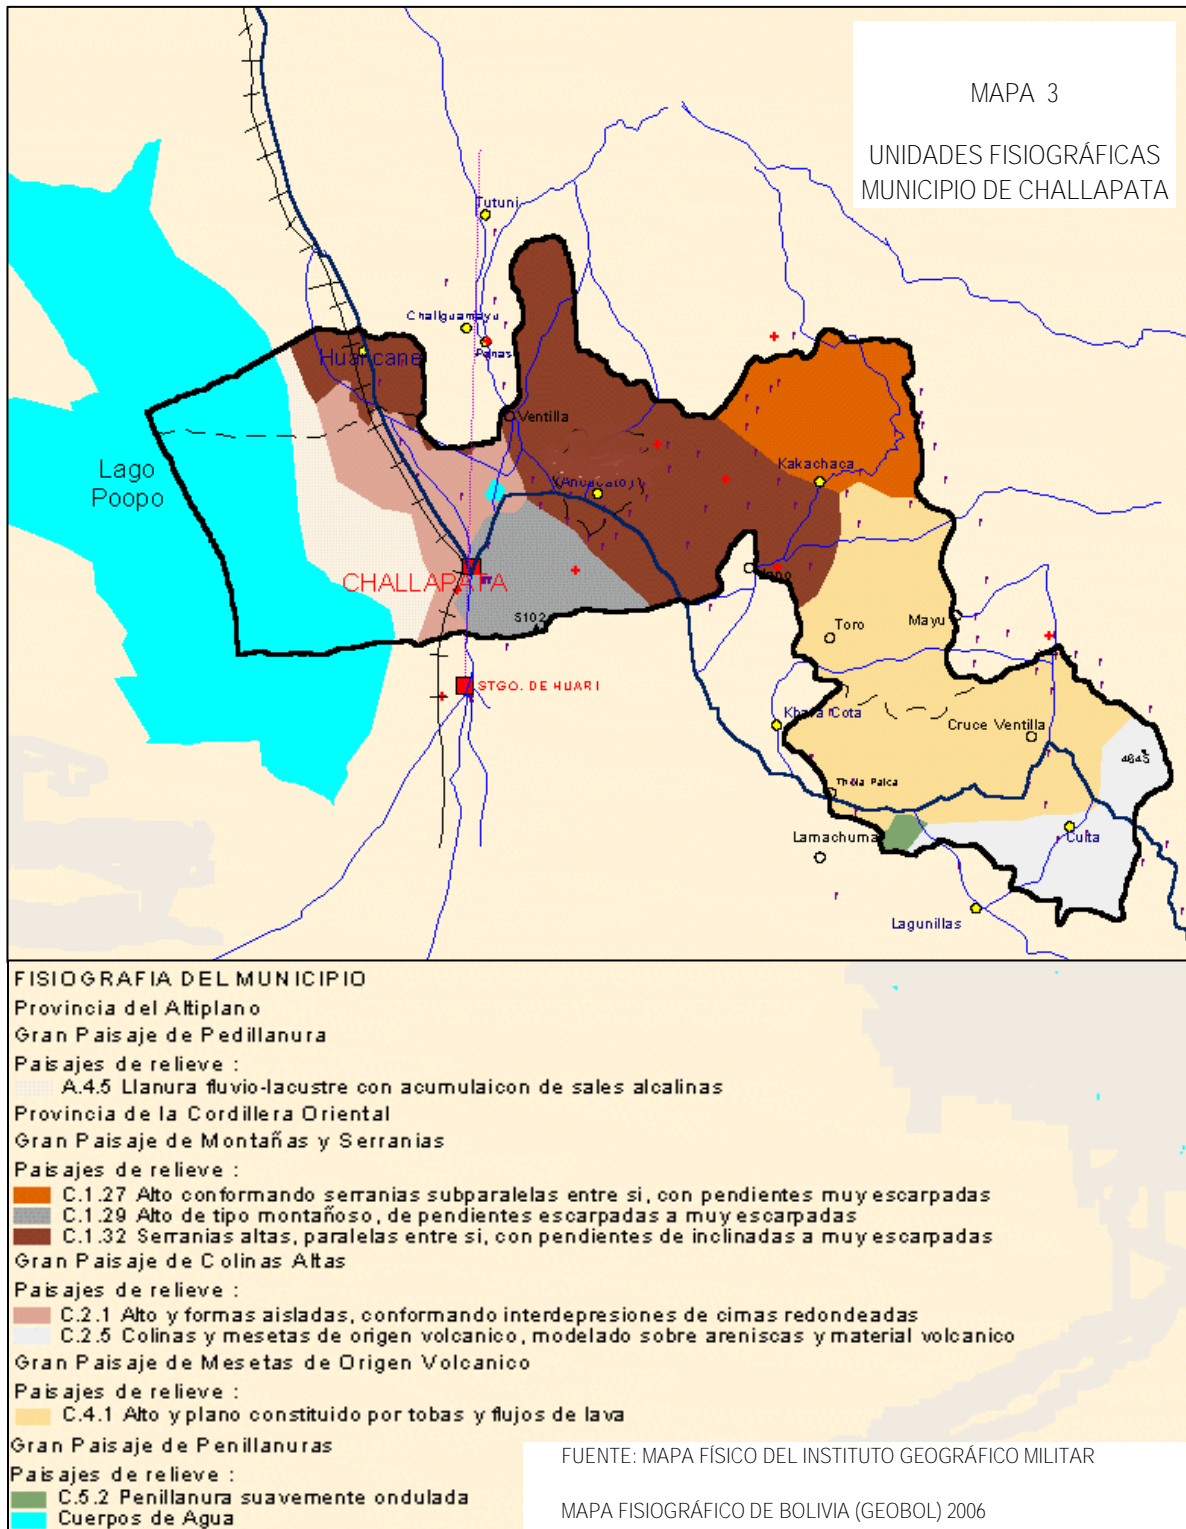 MAPA 3
UNIDADES FISIOGRÁFICAS
MUNICIPIO DE CHALLAPATA
Tutuni
Challguamayu
Penas
Huancane
Ventilla
Lago
Poopo
(Ancacato)
Kakachaca
CHALLAPATA
5102
Toro
Mayu
STGO. DE HUARI
Khara Cota
Cruce Ventilla
4645
Thola Palca
Lamachuma
Culta
Lagunillas
FISIOGRAFIA DEL MUNICIPIO
Provincia del Altiplano
Gran Paisaje de Pedillanura
Paisajes de relieve :
A.4.5 Llanura fluvio-lacustre con acumulaicon de sales alcalinas
Provincia de la Cordillera Oriental
Gran Paisaje de Montañas y Serranias
Paisajes de relieve :
C.1.27 Alto conformando serranias subparalelas entre si, con pendientes muy escarpadas
C.1.29 Alto de tipo montañoso, de pendientes escarpadas a muy escarpadas
C.1.32 Serranias altas, paralelas entre si, con pendientes de inclinadas a muy escarpadas
Gran Paisaje de Colinas Altas
Paisajes de relieve :
C.2.1 Alto y formas aisladas, conformando interdepresiones de cimas redondeadas
C.2.5 Colinas y mesetas de origen volcanico, modelado sobre areniscas y material volcanico
Gran Paisaje de Mesetas de Origen Volcanico
Paisajes de relieve :
C.4.1 Alto y plano constituido por tobas y flujos de lava
Gran Paisaje de Penillanuras
Paisajes de relieve :
C.5.2 Penillanura suavemente ondulada
Cuerpos de Agua
FUENTE: MAPA FÍSICO DEL INSTITUTO GEOGRÁFICO MILITAR
MAPA FISIOGRÁFICO DE BOLIVIA (GEOBOL) 2006